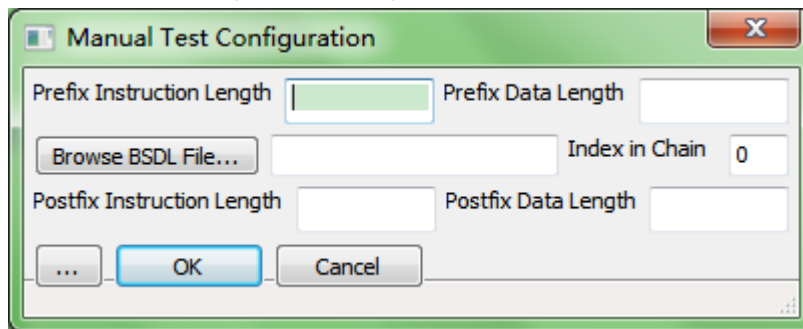 Manual Test Configuration
Prefix Instruction Length Prefix Data Length
Browse BSDL File... Index in Chain 0
Postfix Instruction Length Postfix Data Length
... OK Cancel